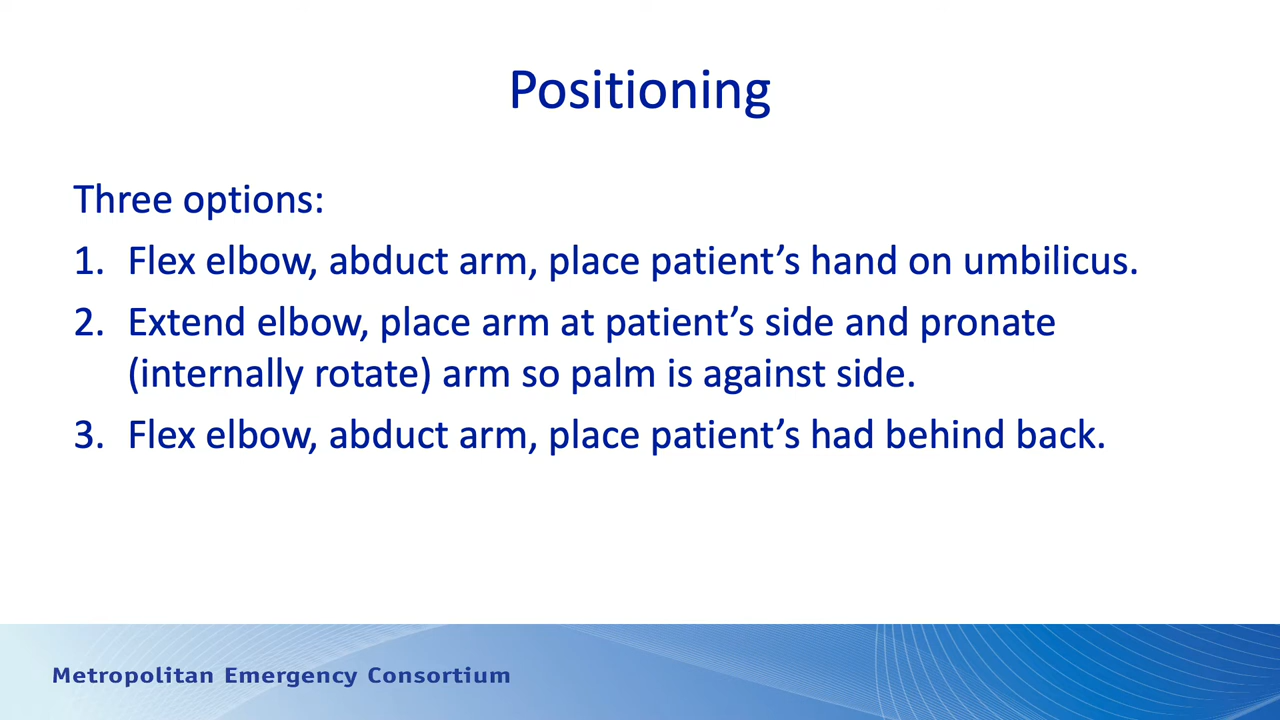 Positioning
Three options:
1. Flex elbow, abduct arm, place patient’s hand on umbilicus.
2. Extend elbow, place arm at patient’s side and pronate
(internally rotate) arm so palm is against side.
3. Flex elbow, abduct arm, place patient’s had behind back.
Metropolitan Emergency Consortium